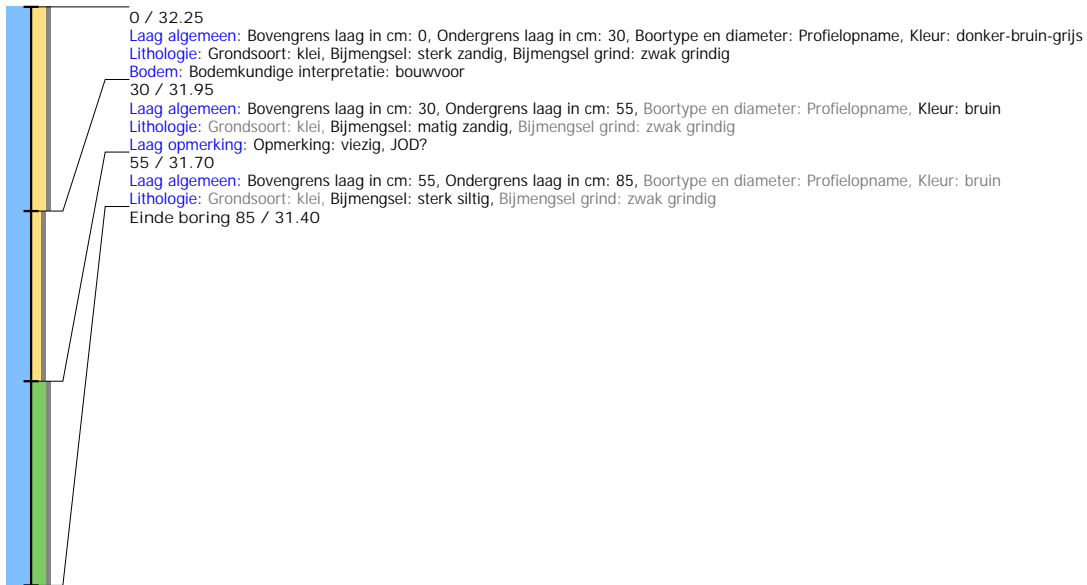 0 / 32.25
Laag algemeen: Bovengrens laag in cm: 0, Ondergrens laag in cm: 30, Boortype en diameter: Profielopname, Kleur: donker-bruin-grijs
Lithologie: Grondsoort: klei, Bijmengsel: sterk zandig, Bijmengsel grind: zwak grindig
Bodem: Bodemkundige interpretatie: bouwvoor
30 / 31.95
Laag algemeen: Bovengrens laag in cm: 30, Ondergrens laag in cm: 55, Boortype en diameter: Profielopname, Kleur: bruin
Lithologie: Grondsoort: klei, Bijmengsel: matig zandig, Bijmengsel grind: zwak grindig
Laag opmerking: Opmerking: viezig, JOD?
55 / 31.70
Laag algemeen: Bovengrens laag in cm: 55, Ondergrens laag in cm: 85, Boortype en diameter: Profielopname, Kleur: bruin
Lithologie: Grondsoort: klei, Bijmengsel: sterk siltig, Bijmengsel grind: zwak grindig
Einde boring 85 / 31.40